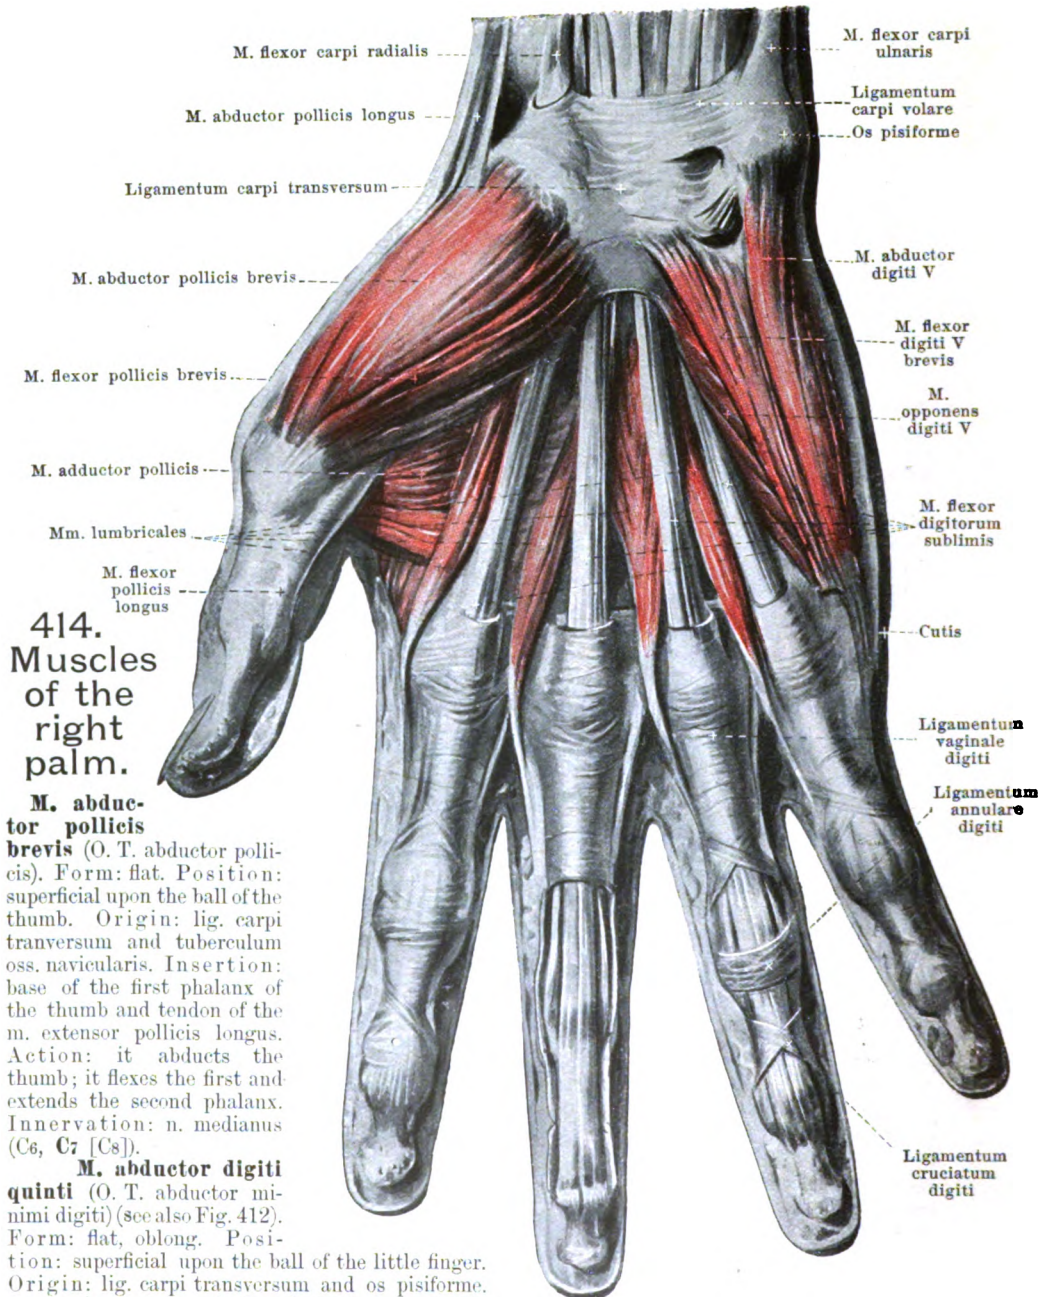 M. flexor carpi radialis
M. abductor pollicis longus
Ligamentum carpi transversum
M. abductor pollicis brevis
M. flexor pollicis brevis
M. adductor pollicis
Mm. lumbricales
M. flexor
pollicis
longus
M. flexor carpi
ulnaris
Ligamentum
carpi volare
Os pisiforme
M. abductor
digiti V
M. flexor
digiti V
brevis
M.
opponens
digiti V
M. flexor
digitorum
sublimis
Cutis
Ligamentum
vaginale
digiti
Ligamentum
annulare
digiti
Ligamentum
cruciatum
digiti
414.
Muscles
of the
right
palm.
M. abduc-
tor pollicis
brevis (O. T. abductor polli-
cis). Form: flat. Position:
superficial upon the ball of the
thumb. Origin: lig. carpi
tranversum and tuberculum
oss. navicularis. Insertion:
base of the first phalanx of
the thumb and tendon of the
m. extensor pollicis longus.
Action: it abducts the
thumb; it flexes the first and
extends the second phalanx.
Innervation: n. medianus
(C6, C7 [C8]).
M. abductor digiti
quinti (O. T. abductor mi-
nimi digiti) (see also Fig. 412).
Form: flat, oblong. Posi-
tion: superficial upon the ball of the little finger.
Origin: lig. carpi transversum and os pisiforme.